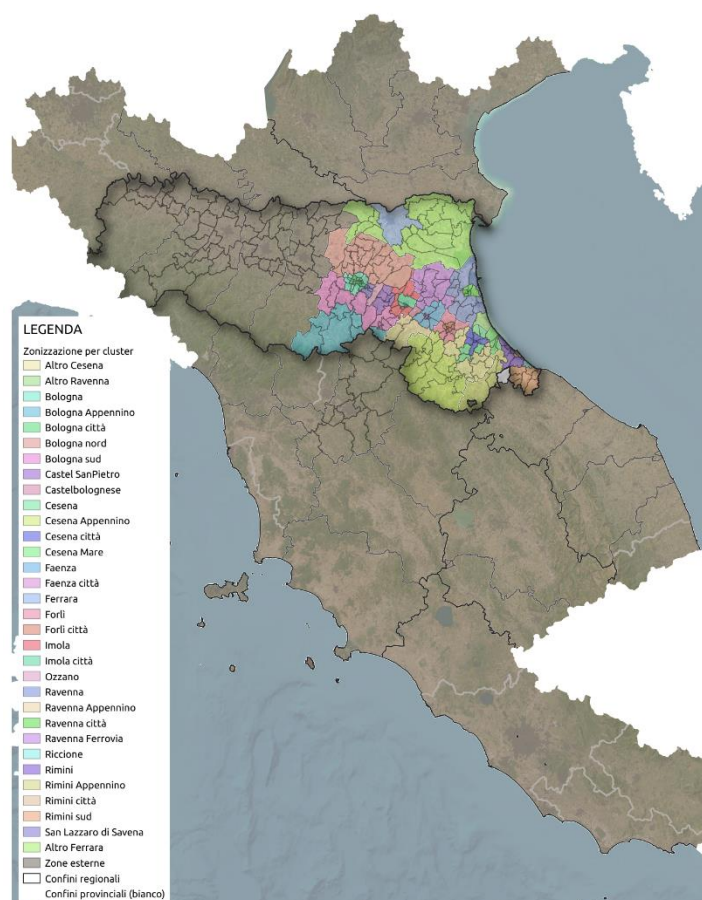 LEGENDA
Zonizzazione per cluster
Altro Cesena
Altro Ravenna
Bologna
Bologna Appennino
Bologna città
Bologna nord
Bologna sud
Castel SanPietro
Castelbolognese
Cesena
Cesena Appennino
Cesena città
Cesena Mare
Faenza
Faenza città
Ferrara
Forlì
Forlì città
Imola
Imola città
Ozzano
Ravenna
Ravenna Appennino
Ravenna città
Ravenna Ferrovia
Riccione
Rimini
Rimini Appennino
Rimini città
Rimini sud
San Lazzaro di Savena
Altro Ferrara
Zone esterne
Confini regionali
Confini provinciali (bianco)